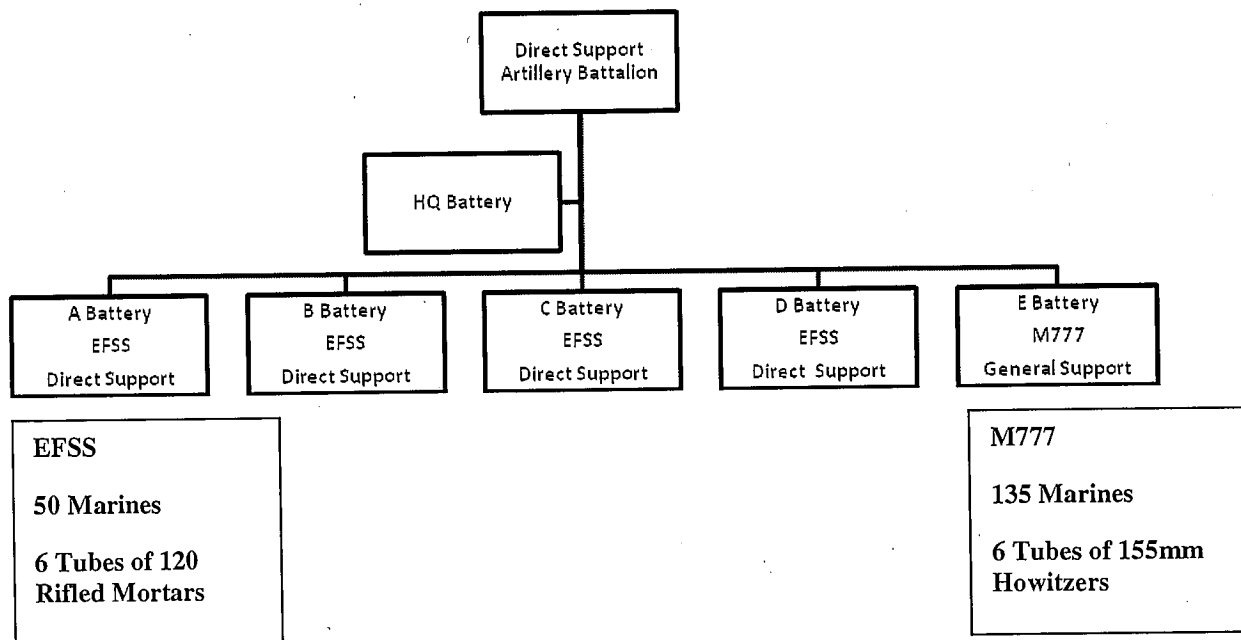 Direct Support
Artillery Battalion
HQ Battery
A Battery
EFSS
Direct Support
B Battery
EFSS
Direct Support
C Battery
EFSS
Direct Support
D Battery
EFSS
Direct Support
E Battery
M777
General Support
EFSS
50 Marines
6 Tubes of 120
Rifled Mortars
M777
135 Marines
6 Tubes of 155mm
Howitzers